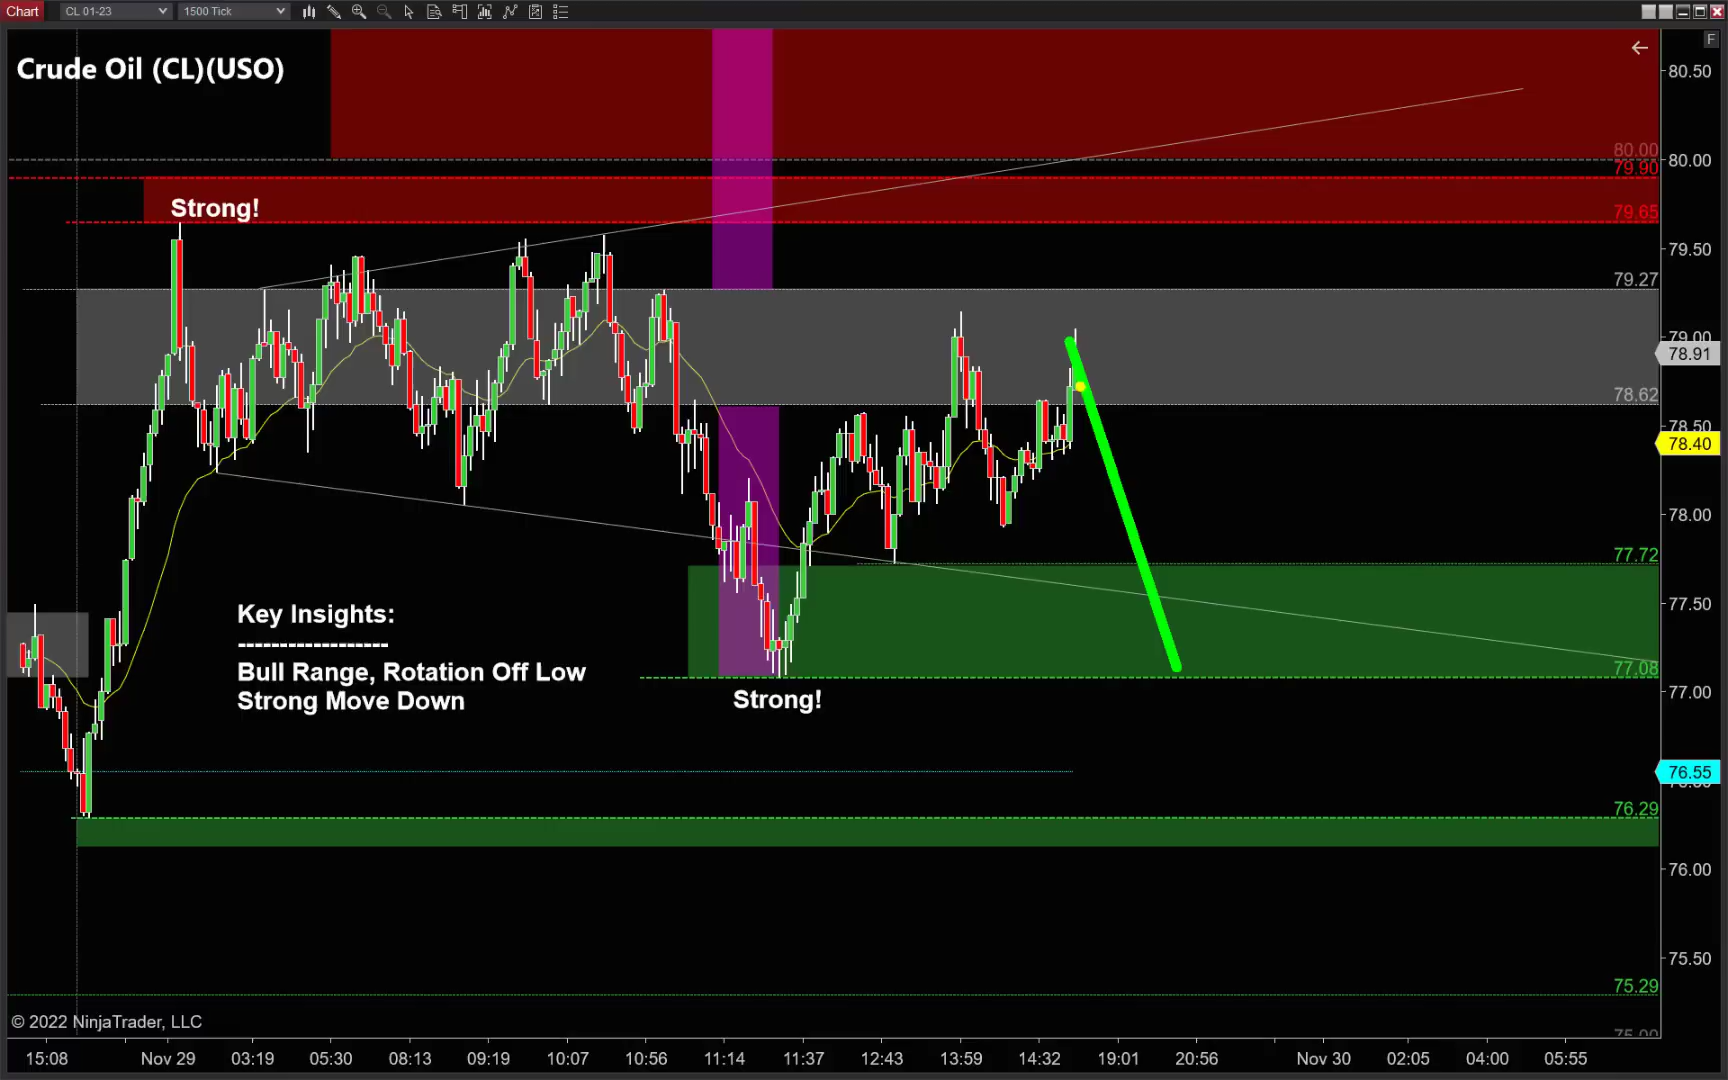 Chart CL 01-23 1500 Tick
F
Crude Oil (CL)(USO)
80.50
80.00 80.00
79.90
Strong!
79.65
79.50
79.27
79.00
78.91
78.62
78.50
78.40
78.00
77.72
77.50
Key Insights:
------------------
Bull Range, Rotation Off Low
Strong Move Down
77.08
77.00
Strong!
76.55
76.29
76.00
75.50
75.29
© 2022 NinjaTrader, LLC
75.00
15:08 Nov 29 03:19 05:30 08:13 09:19 10:07 10:56 11:14 11:37 12:43 13:59 14:32 19:01 20:56 Nov 30 02:05 04:00 05:55